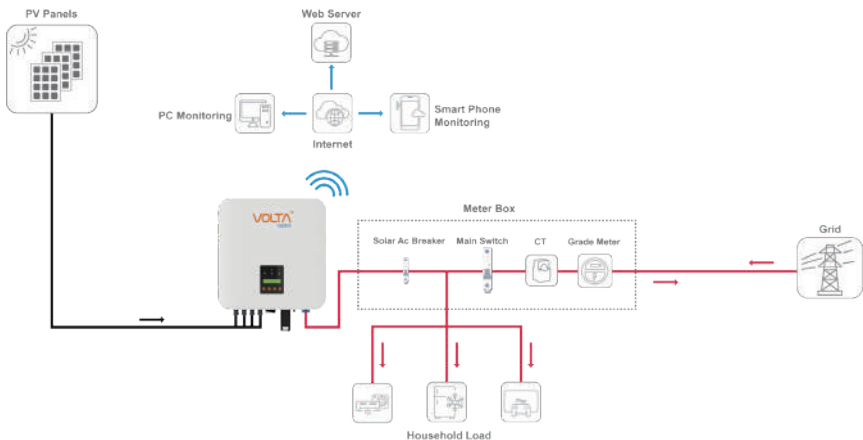 PV Panels
Web Server
PC Monitoring
Smart Phone
Monitoring
Internet
VOLTA
Meter Box
Solar Ac Breaker
Main Switch
CT
Grade Meter
Grid
Household Load